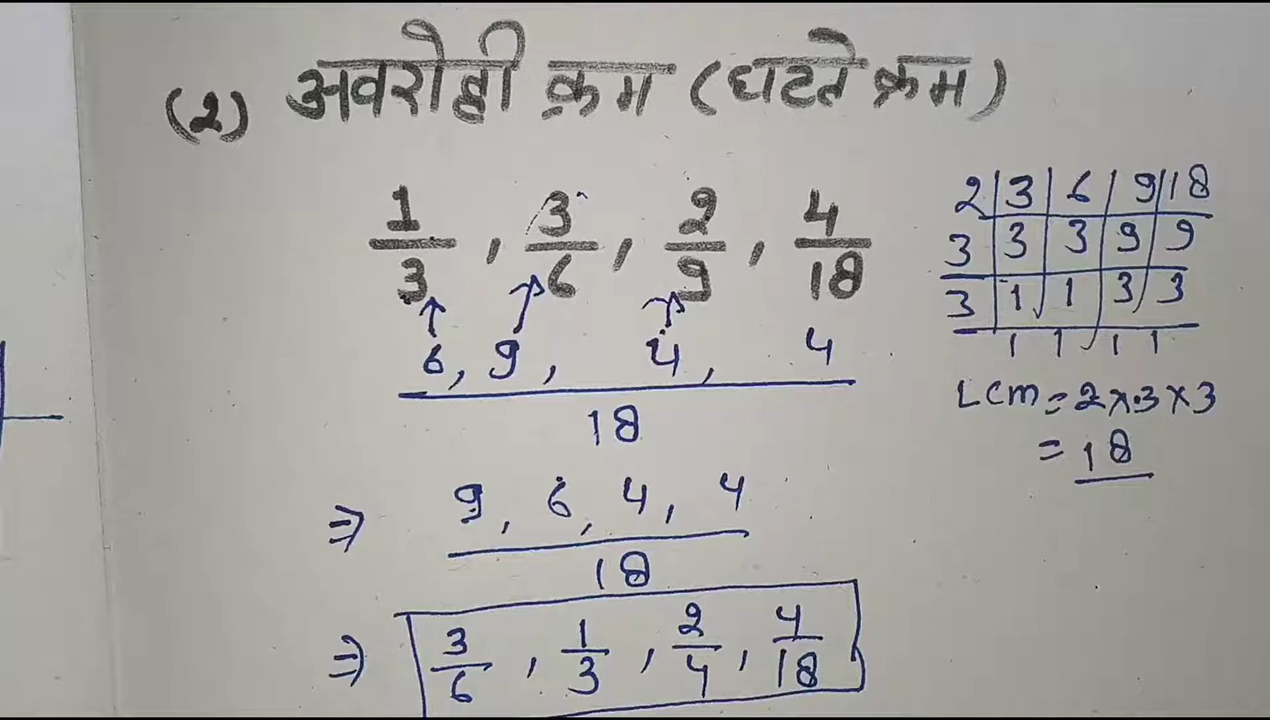 (2) अवरोही क्रम (घटते क्रम)
1/3, 3/6, 2/9, 4/18
6, 9, 4, 4
18
⇒ 9, 6, 4, 4
18
⇒ 3/6, 1/3, 2/4, 4/18
2 | 3 | 6 | 9 | 18
3 | 3 | 3 | 9 | 9
3 | 1 | 1 | 3 | 3
1 1 1 1
LCM = 2×3×3
= 18